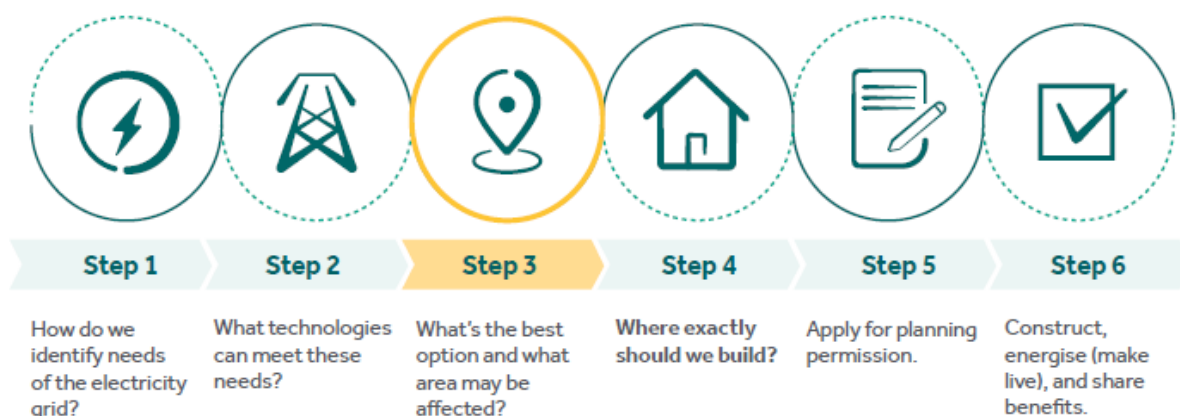 Step 1
Step 2
Step 3
Step 4
Step 5
Step 6
How do we
identify needs
of the electricity
grid?
What technologies
can meet these
needs?
What's the best
option and what
area may be
affected?
Where exactly
should we build?
Apply for planning
permission.
Construct,
energise (make
live), and share
benefits.